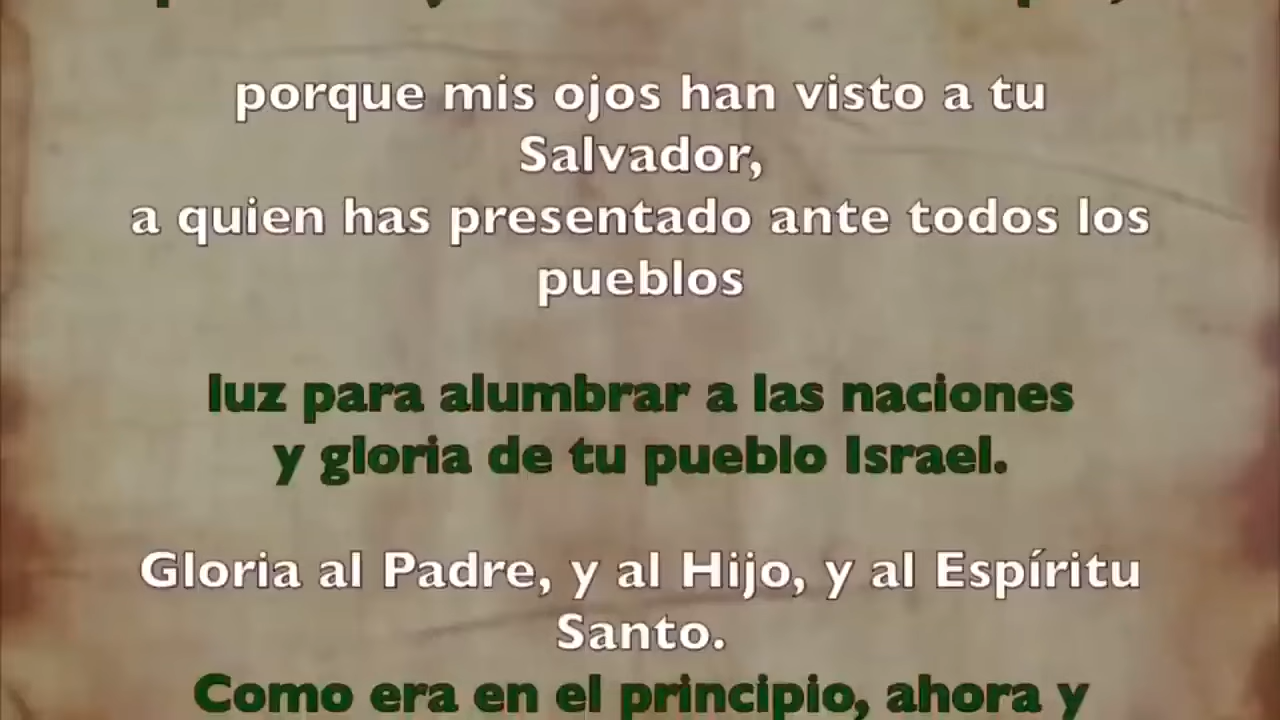 porque mis ojos han visto a tu
Salvador,
a quien has presentado ante todos los
pueblos
luz para alumbrar a las naciones
y gloria de tu pueblo Israel.
Gloria al Padre, y al Hijo, y al Espíritu
Santo.
Como era en el principio, ahora y